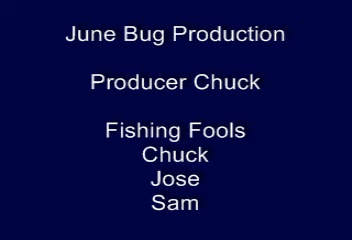 June Bug Production
Producer Chuck
Fishing Fools
Chuck
Jose
Sam